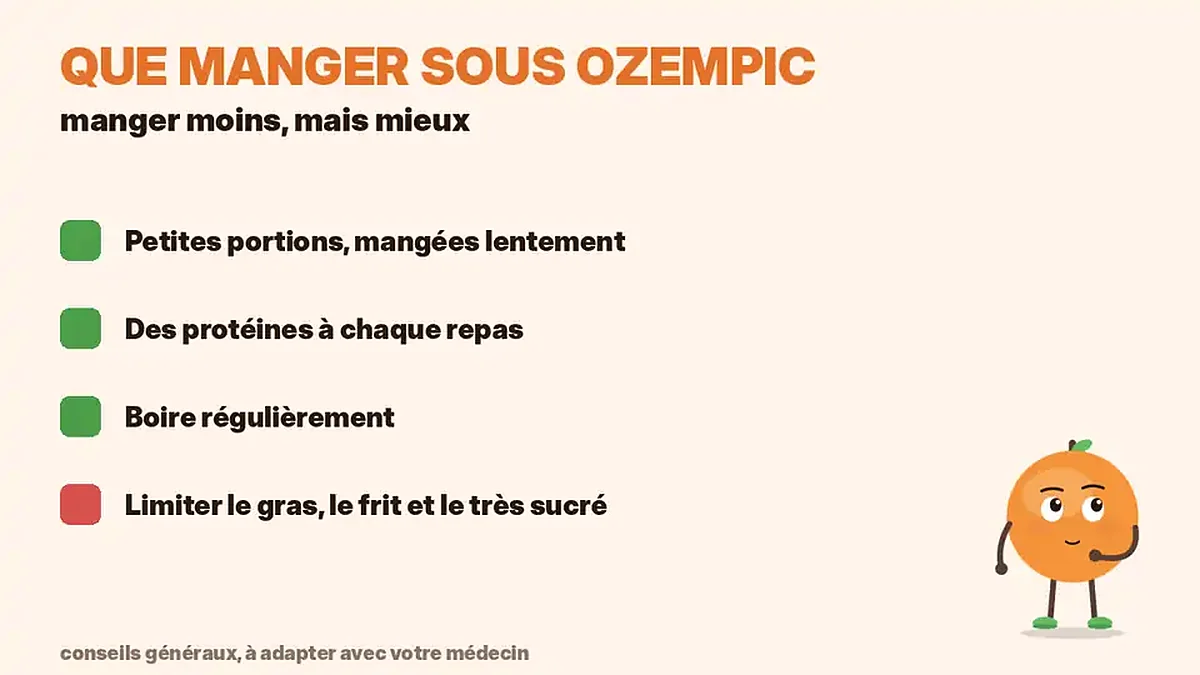 QUE MANGER SOUS OZEMPIC
manger moins, mais mieux
Petites portions, mangées lentement
Des protéines à chaque repas
Boire régulièrement
Limiter le gras, le frit et le très sucré
conseils généraux, à adapter avec votre médecin